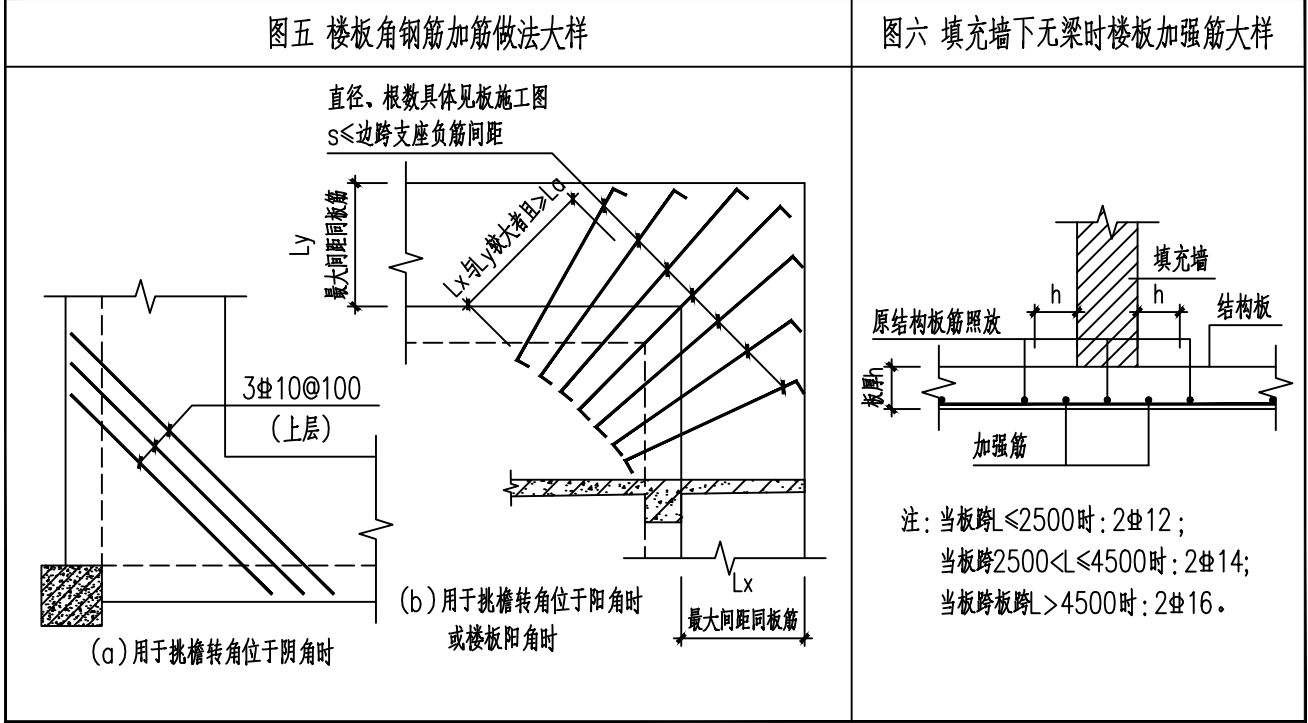 图五 楼板角钢筋加筋做法大样
直径、根数具体见板施工图
s≤边跨支座负筋间距
Ly
最大间距同板筋
Lx与Ly较大者且≥La
3⌽10@100
(上层)
(a)用于挑檐转角位于阴角时
(b)用于挑檐转角位于阳角时
或楼板阳角时
Lx
最大间距同板筋
图六 填充墙下无梁时楼板加强筋大样
填充墙
h
h
结构板
原结构板筋照放
板厚h
加强筋
注: 当板跨L≤2500时: 2⌽12;
当板跨2500<L≤4500时: 2⌽14;
当板跨板跨L>4500时: 2⌽16。